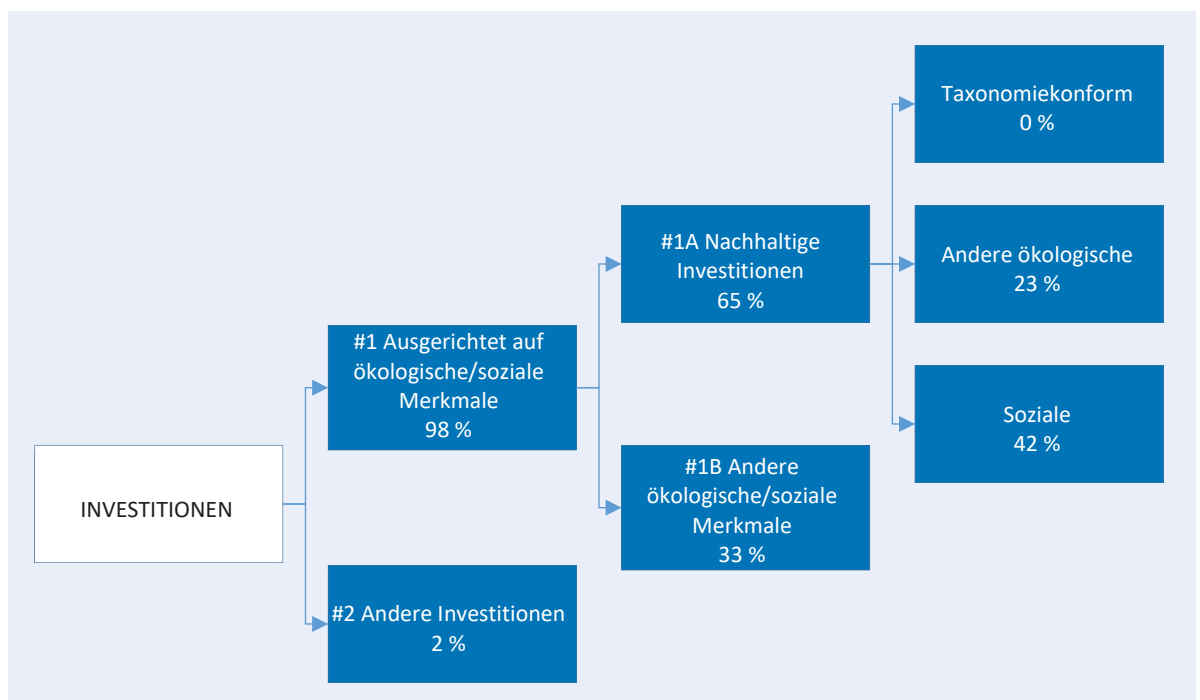 INVESTITIONEN
#1 Ausgerichtet auf
ökologische/soziale
Merkmale
98 %
#2 Andere Investitionen
2 %
#1A Nachhaltige
Investitionen
65 %
#1B Andere
ökologische/soziale
Merkmale
33 %
Taxonomiekonform
0 %
Andere ökologische
23 %
Soziale
42 %